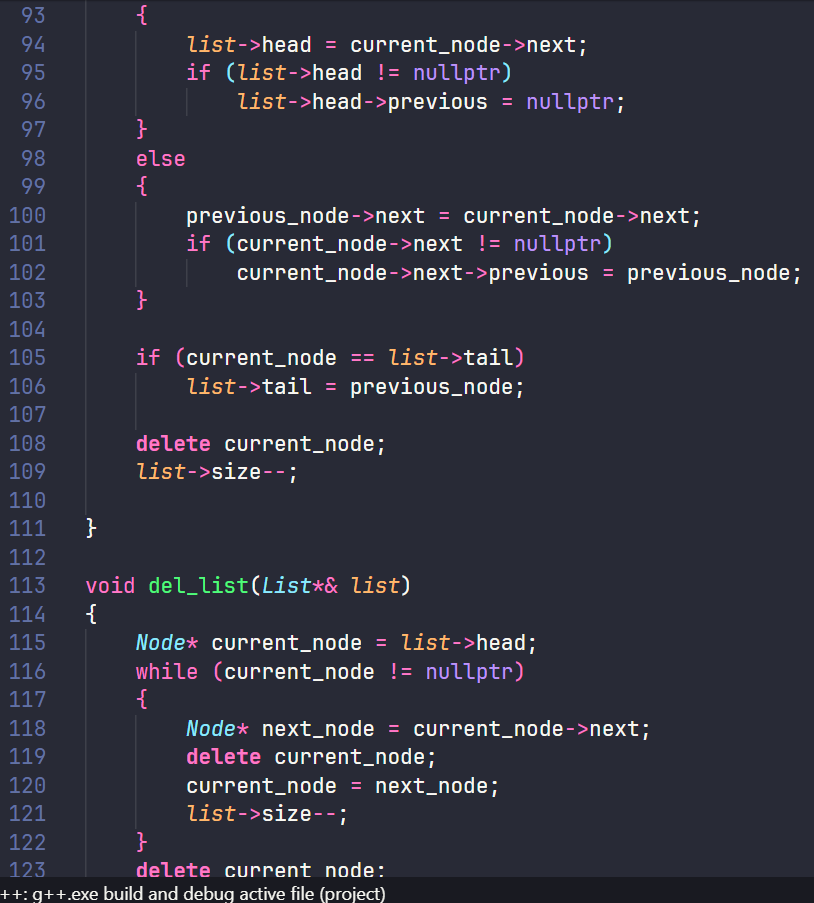 93 {
94 list->head = current_node->next;
95 if (list->head != nullptr)
96 list->head->previous = nullptr;
97 }
98 else
99 {
100 previous_node->next = current_node->next;
101 if (current_node->next != nullptr)
102 current_node->next->previous = previous_node;
103 }
104
105 if (current_node == list->tail)
106 list->tail = previous_node;
107
108 delete current_node;
109 list->size--;
110
111 }
112
113 void del_list(List*& list)
114 {
115 Node* current_node = list->head;
116 while (current_node != nullptr)
117 {
118 Node* next_node = current_node->next;
119 delete current_node;
120 current_node = next_node;
121 list->size--;
122 }
123 delete current_node;
++: g++.exe build and debug active file (project)